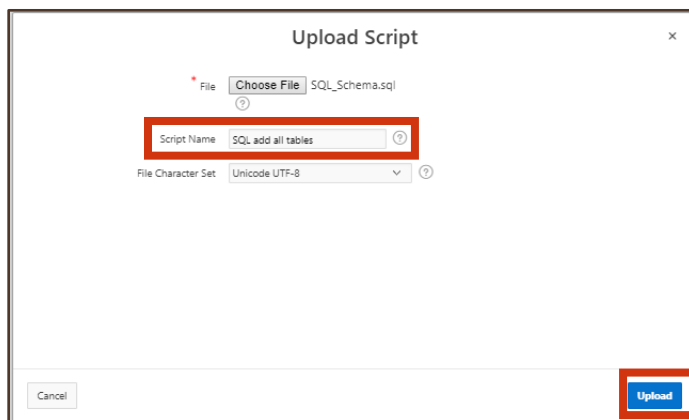 Upload Script ×
* File Choose File SQL_Schema.sql
?
Script Name SQL add all tables ?
File Character Set Unicode UTF-8 ?
Cancel Upload